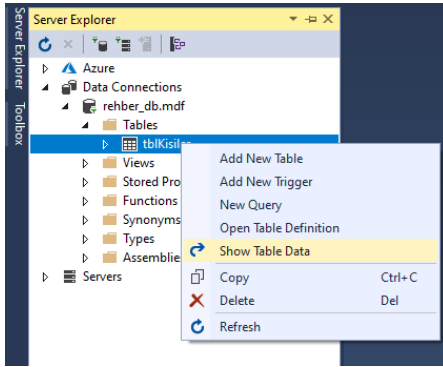 Server Explorer
Toolbox
Server Explorer
Azure
Data Connections
rehber_db.mdf
Tables
tblKisile
Views
Stored Pro
Functions
Synonyms
Types
Assemblie
Servers
Add New Table
Add New Trigger
New Query
Open Table Definition
Show Table Data
Copy Ctrl+C
Delete Del
Refresh